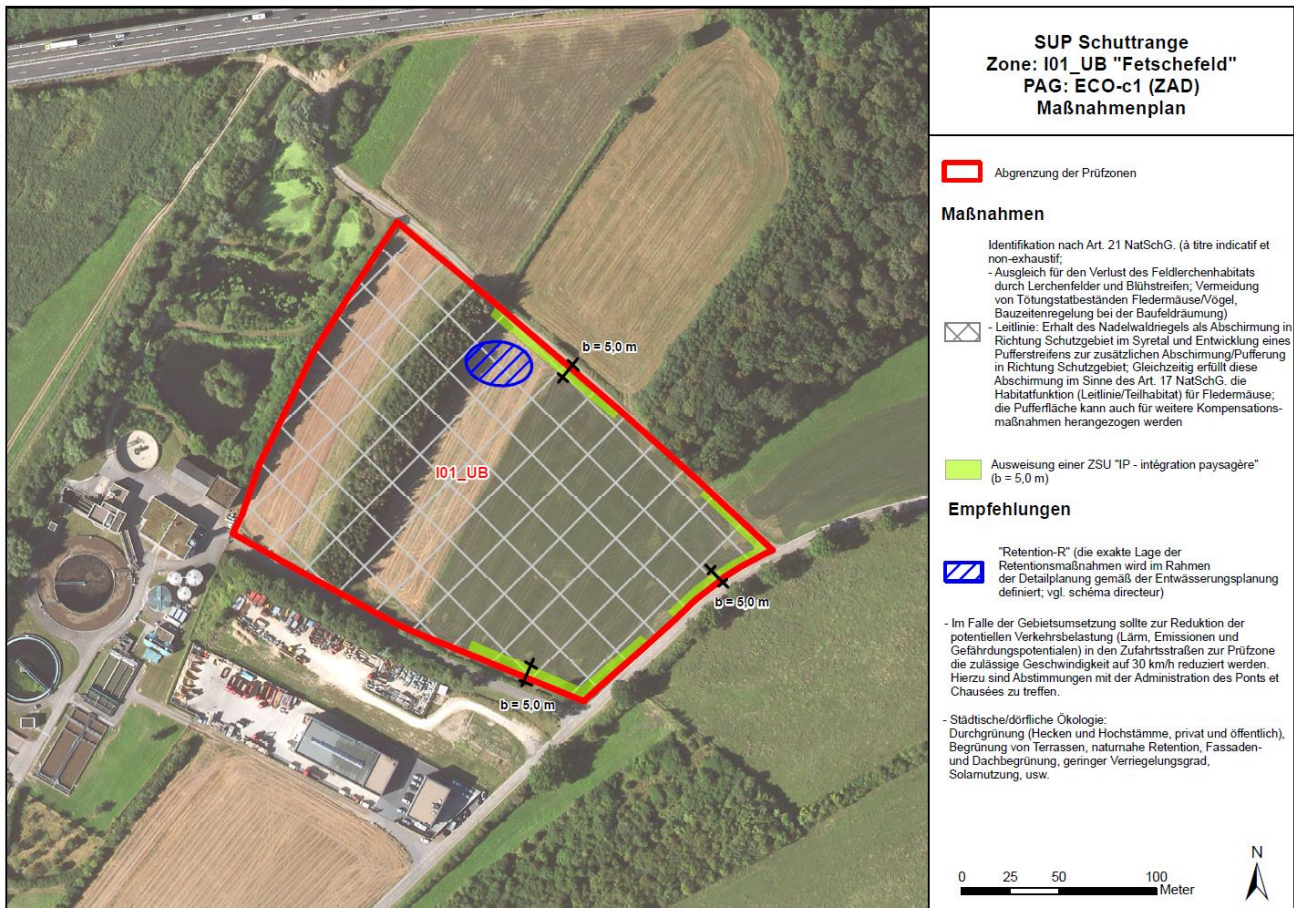 SUP Schuttrange
Zone: I01_UB "Fetschefeld"
PAG: ECO-c1 (ZAD)
Maßnahmenplan
Abgrenzung der Prüfzonen
Maßnahmen
Identifikation nach Art. 21 NatSchG. (à titre indicatif et
non-exhaustif;
- Ausgleich für den Verlust des Feldlerchenhabitats
durch Lerchenfelder und Blühstreifen; Vermeidung
von Tötungstatbeständen Fledermäuse/Vögel,
Bauzeitenregelung bei der Baufeldräumung)
- Leitlinie: Erhalt des Nadelwaldriegels als Abschirmung in
Richtung Schutzgebiet im Syretal und Entwicklung eines
Pufferstreifens zur zusätzlichen Abschirmung/Pufferung
in Richtung Schutzgebiet; Gleichzeitig erfüllt diese
Abschirmung im Sinne des Art. 17 NatSchG. die
Habitatfunktion (Leitlinie/Teilhabitat) für Fledermäuse;
die Pufferfläche kann auch für weitere Kompensations-
maßnahmen herangezogen werden
Ausweisung einer ZSU "IP - intégration paysagère"
(b = 5,0 m)
Empfehlungen
"Retention-R" (die exakte Lage der
Retentionsmaßnahmen wird im Rahmen
der Detailplanung gemäß der Entwässerungsplanung
definiert; vgl. schéma directeur)
- Im Falle der Gebietsumsetzung sollte zur Reduktion der
potentiellen Verkehrsbelastung (Lärm, Emissionen und
Gefährdungspotentialen) in den Zufahrtsstraßen zur Prüfzone
die zulässige Geschwindigkeit auf 30 km/h reduziert werden.
Hierzu sind Abstimmungen mit der Administration des Ponts et
Chausées zu treffen.
- Städtische/dörfliche Ökologie:
Durchgrünung (Hecken und Hochstämme, privat und öffentlich),
Begrünung von Terrassen, naturnahe Retention, Fassaden-
und Dachbegrünung, geringer Verriegelungsgrad,
Solarnutzung, usw.
N
0 25 50 100
Meter
b = 5,0 m
I01_UB
b = 5,0 m
b = 5,0 m